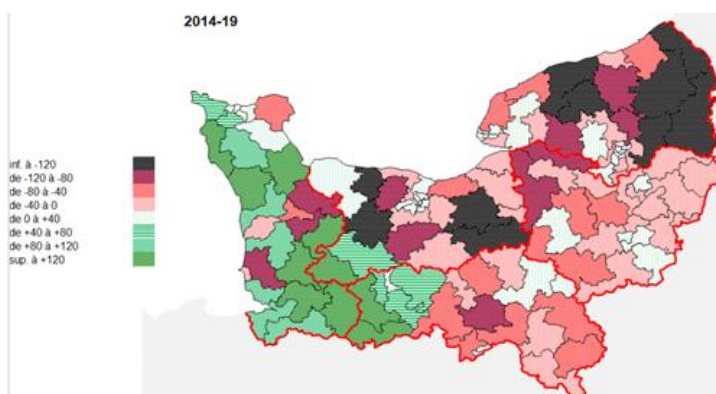 2014-19
inf. à -120
de -120 à -80
de -80 à -40
de -40 à 0
de 0 à +40
de +40 à +80
de +80 à +120
sup. à +120